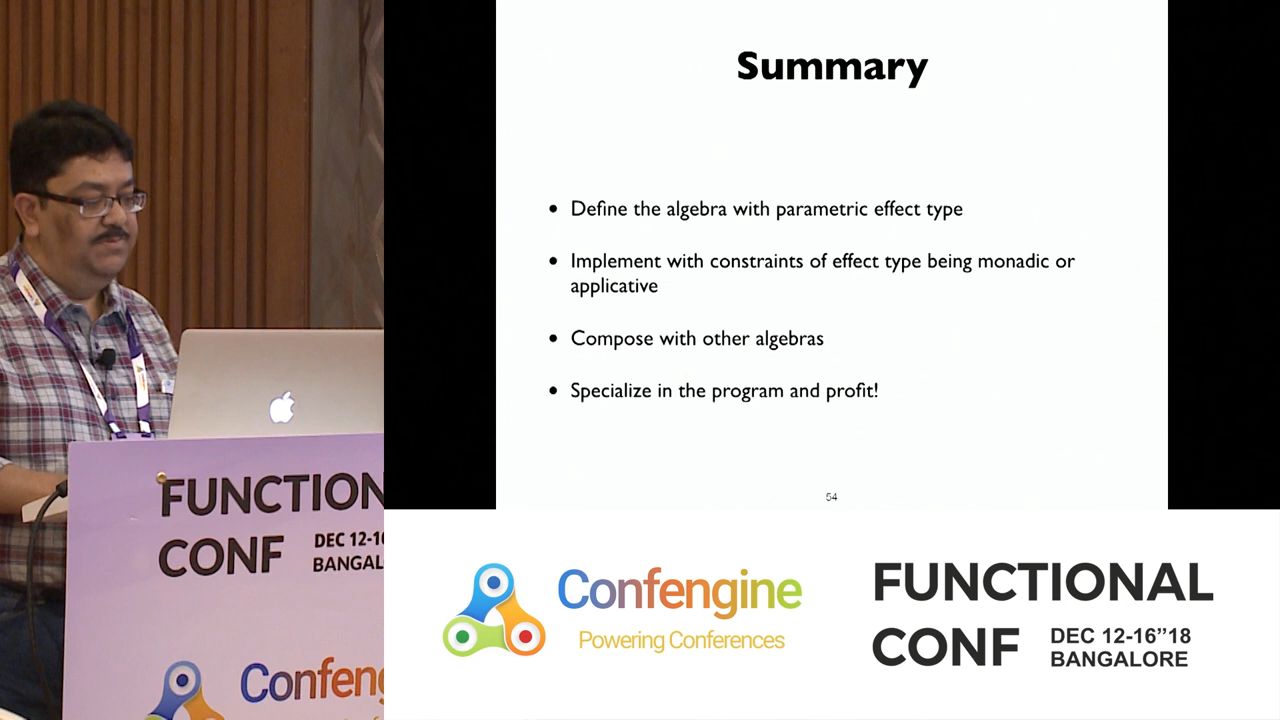 Summary
• Define the algebra with parametric effect type
• Implement with constraints of effect type being monadic or
applicative
• Compose with other algebras
• Specialize in the program and profit!
54
FUNCTION
CONF
DEC 12-16
BANGAL
Confeng
Confengine
Powering Conferences
FUNCTIONAL
CONF
DEC 12-16”18
BANGALORE